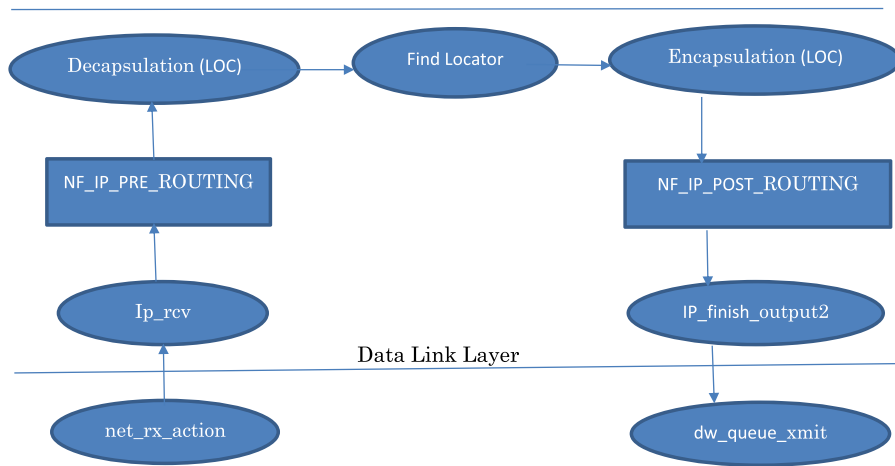 Decapsulation (LOC)
Find Locator
Encapsulation (LOC)
NF_IP_PRE_ROUTING
NF_IP_POST_ROUTING
Ip_rcv
IP_finish_output2
Data Link Layer
net_rx_action
dw_queue_xmit